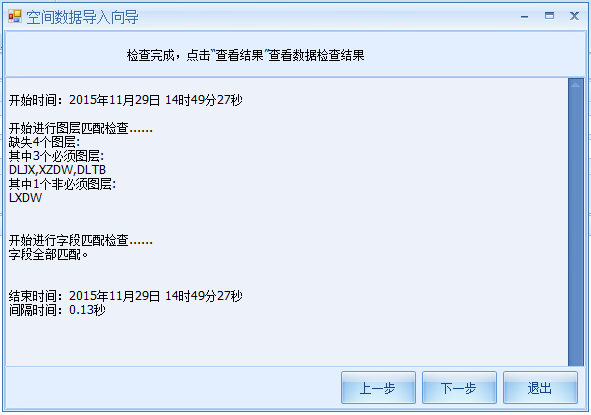 空间数据导入向导
检查完成，点击“查看结果”查看数据检查结果
开始时间：2015年11月29日 14时49分27秒
开始进行图层匹配检查......
缺失4个图层:
其中3个必须图层:
DLJX,XZDW,DLTB
其中1个非必须图层:
LXDW
开始进行字段匹配检查......
字段全部匹配。
结束时间：2015年11月29日 14时49分27秒
间隔时间：0.13秒
上一步 下一步 退出